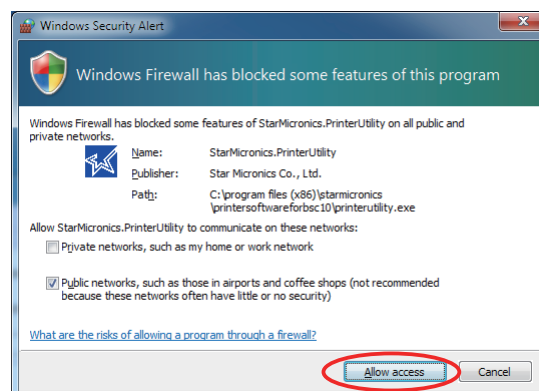 Windows Security Alert
Windows Firewall has blocked some features of this program
Windows Firewall has blocked some features of StarMicronics.PrinterUtility on all public and
private networks.
Name: StarMicronics.PrinterUtility
Publisher: Star Micronics Co., Ltd.
Path: C:\program files (x86)\starmicronics
\printersoftwareforbsc10\printerutility.exe
Allow StarMicronics.PrinterUtility to communicate on these networks:
Private networks, such as my home or work network
Public networks, such as those in airports and coffee shops (not recommended
because these networks often have little or no security)
What are the risks of allowing a program through a firewall?
Allow access Cancel